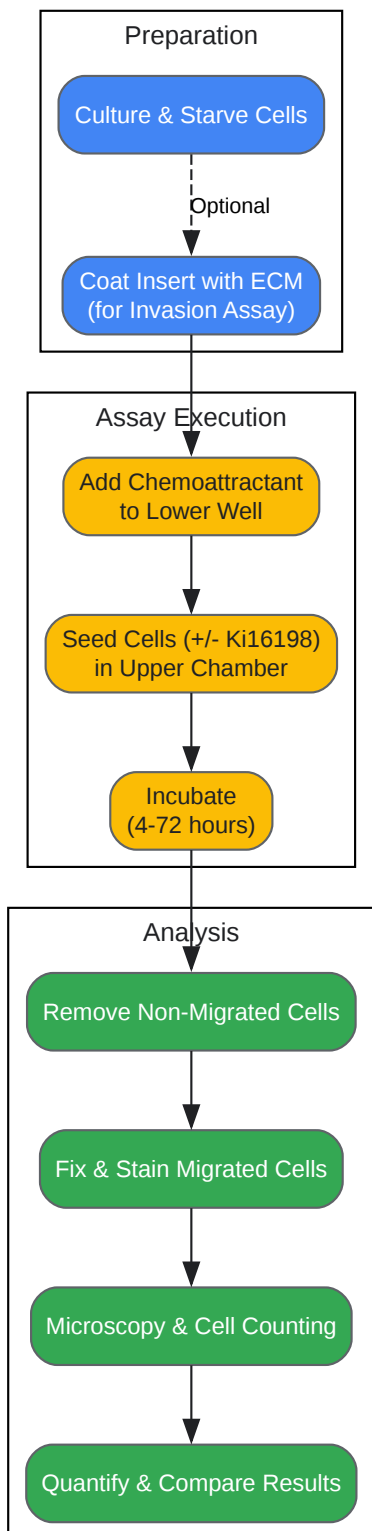 Preparation
Culture & Starve Cells
Optional
Coat Insert with ECM
(for Invasion Assay)
Assay Execution
Add Chemoattractant
to Lower Well
Seed Cells (+/- Ki16198)
in Upper Chamber
Incubate
(4-72 hours)
Analysis
Remove Non-Migrated Cells
Fix & Stain Migrated Cells
Microscopy & Cell Counting
Quantify & Compare Results